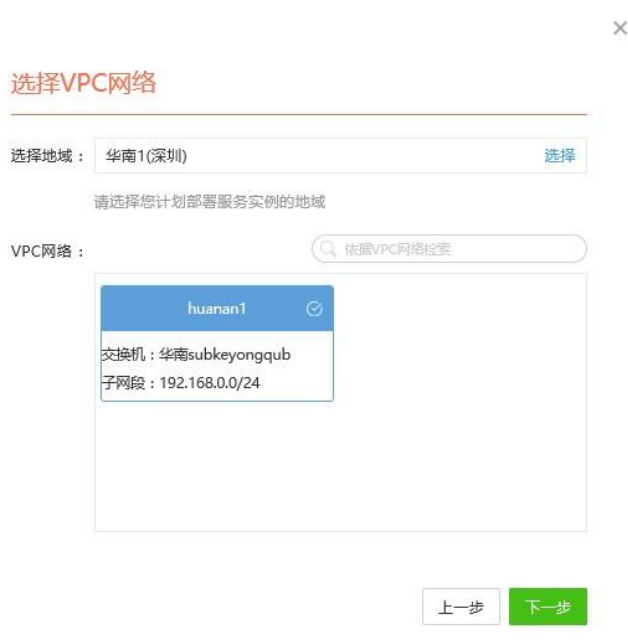 选择VPC网络
选择地域： 华南1(深圳) 选择
请选择您计划部署服务实例的地域
VPC网络： 依据VPC网络检索
huanan1
交换机：华南subkeyongqub
子网段：192.168.0.0/24
上一步 下一步